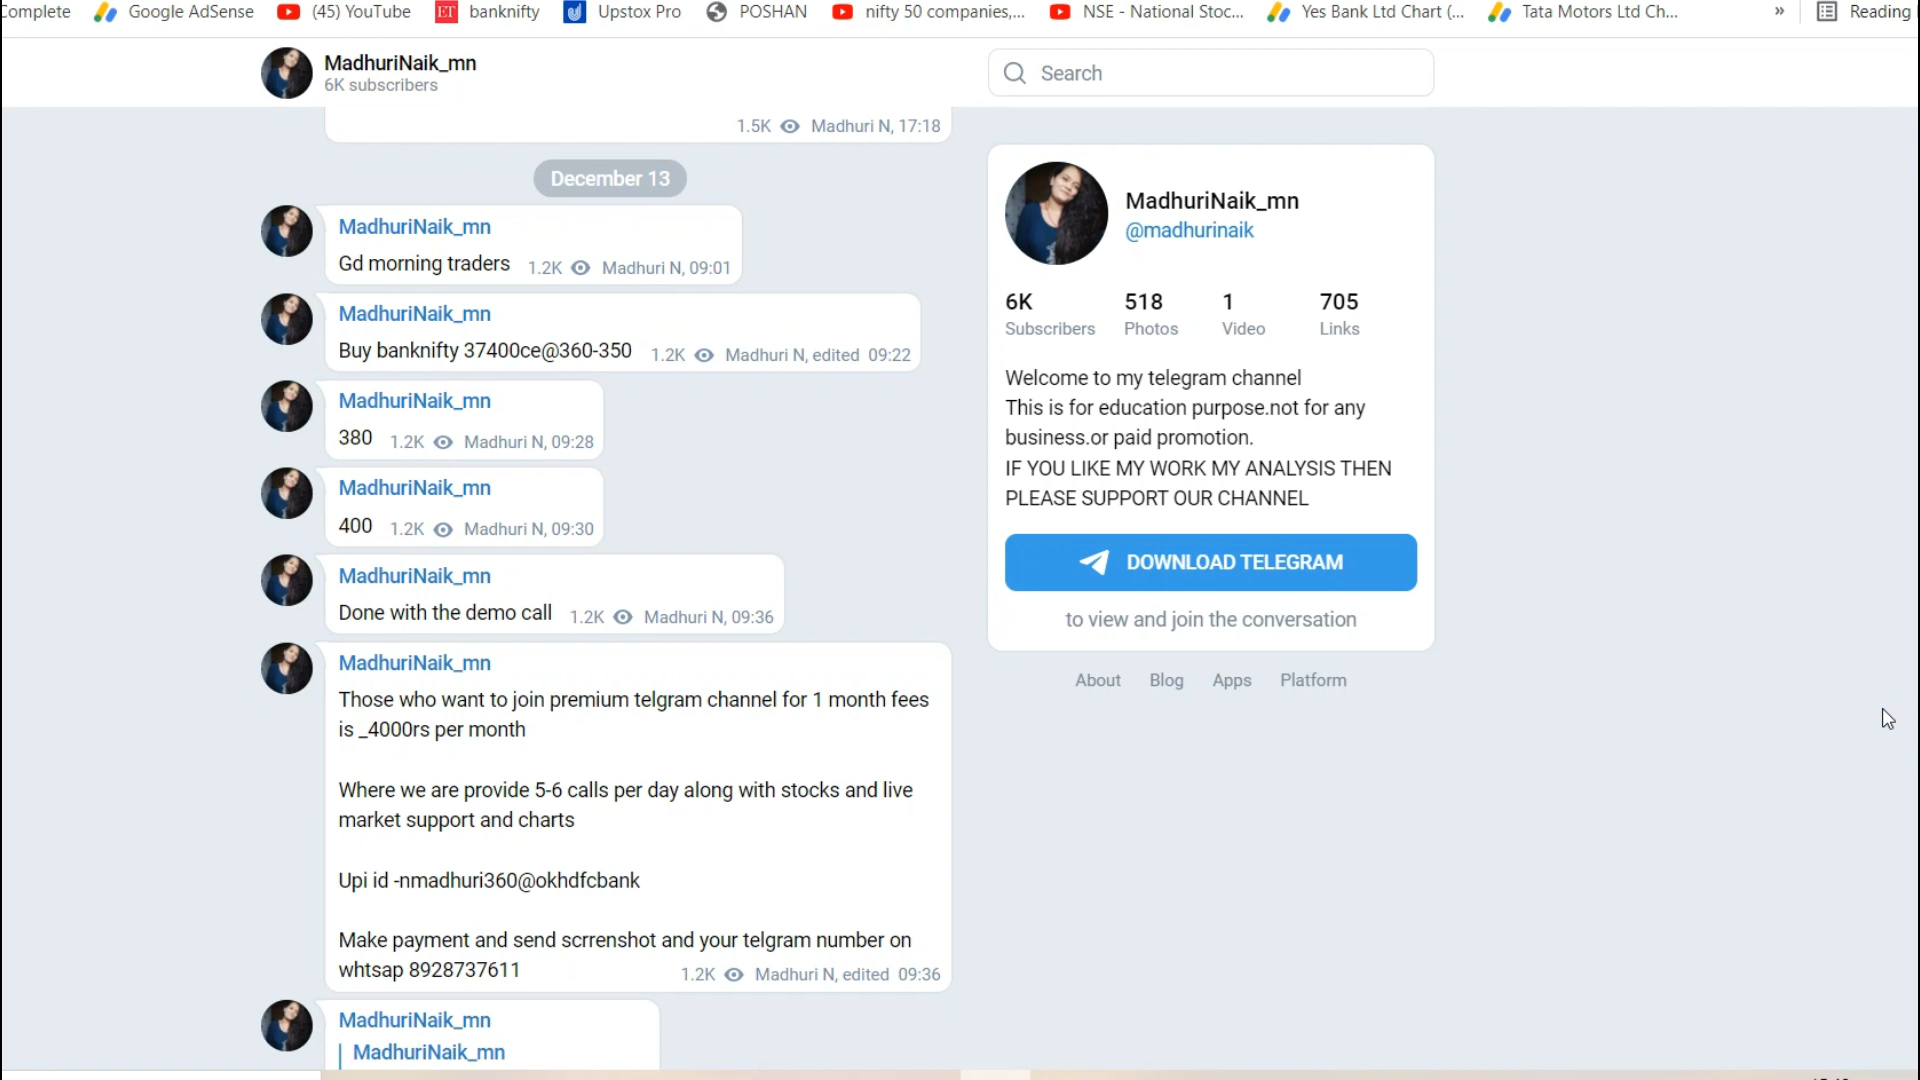 omplete Google AdSense (45) YouTube ET banknifty Upstox Pro POSHAN nifty 50 companies,... NSE - National Stoc... Yes Bank Ltd Chart (... Tata Motors Ltd Ch... » Reading
MadhuriNaik_mn
6K subscribers
Search
1.5K Madhuri N, 17:18
December 13
MadhuriNaik_mn
Gd morning traders 1.2K Madhuri N, 09:01
MadhuriNaik_mn
Buy banknifty 37400ce@360-350 1.2K Madhuri N, edited 09:22
MadhuriNaik_mn
380 1.2K Madhuri N, 09:28
MadhuriNaik_mn
400 1.2K Madhuri N, 09:30
MadhuriNaik_mn
Done with the demo call 1.2K Madhuri N, 09:36
MadhuriNaik_mn
Those who want to join premium telgram channel for 1 month fees
is _4000rs per month
Where we are provide 5-6 calls per day along with stocks and live
market support and charts
Upi id -nmadhuri360@okhdfcbank
Make payment and send scrrenshot and your telgram number on
whtsap 8928737611 1.2K Madhuri N, edited 09:36
MadhuriNaik_mn
MadhuriNaik_mn
MadhuriNaik_mn
@madhurinaik
6K 518 1 705
Subscribers Photos Video Links
Welcome to my telegram channel
This is for education purpose.not for any
business.or paid promotion.
IF YOU LIKE MY WORK MY ANALYSIS THEN
PLEASE SUPPORT OUR CHANNEL
DOWNLOAD TELEGRAM
to view and join the conversation
About Blog Apps Platform